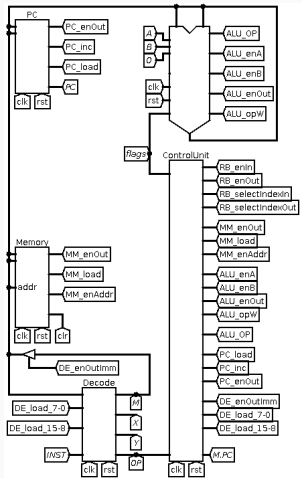 PC
PC_enOut
PC_inc
PC_load
PC
clk
rst
A
B
O
clk
rst
ALU_OP
ALU_enA
ALU_enB
ALU_enOut
ALU_opW
flags
ControlUnit
RB_enIn
RB_enOut
RB_selectIndexIn
RB_selectIndexOut
MM_enOut
MM_load
MM_enAddr
ALU_enA
ALU_enB
ALU_enOut
ALU_opW
ALU_OP
PC_load
PC_inc
PC_enOut
DE_enOutImm
DE_load_7-0
DE_load_15-8
M.PC
clk
rst
Memory
MM_enOut
MM_load
addr
MM_enAddr
clk
rst
clr
DE_enOutImm
Decode
M
DE_load_7-0
X
DE_load_15-8
Y
INST
OP
clk
rst